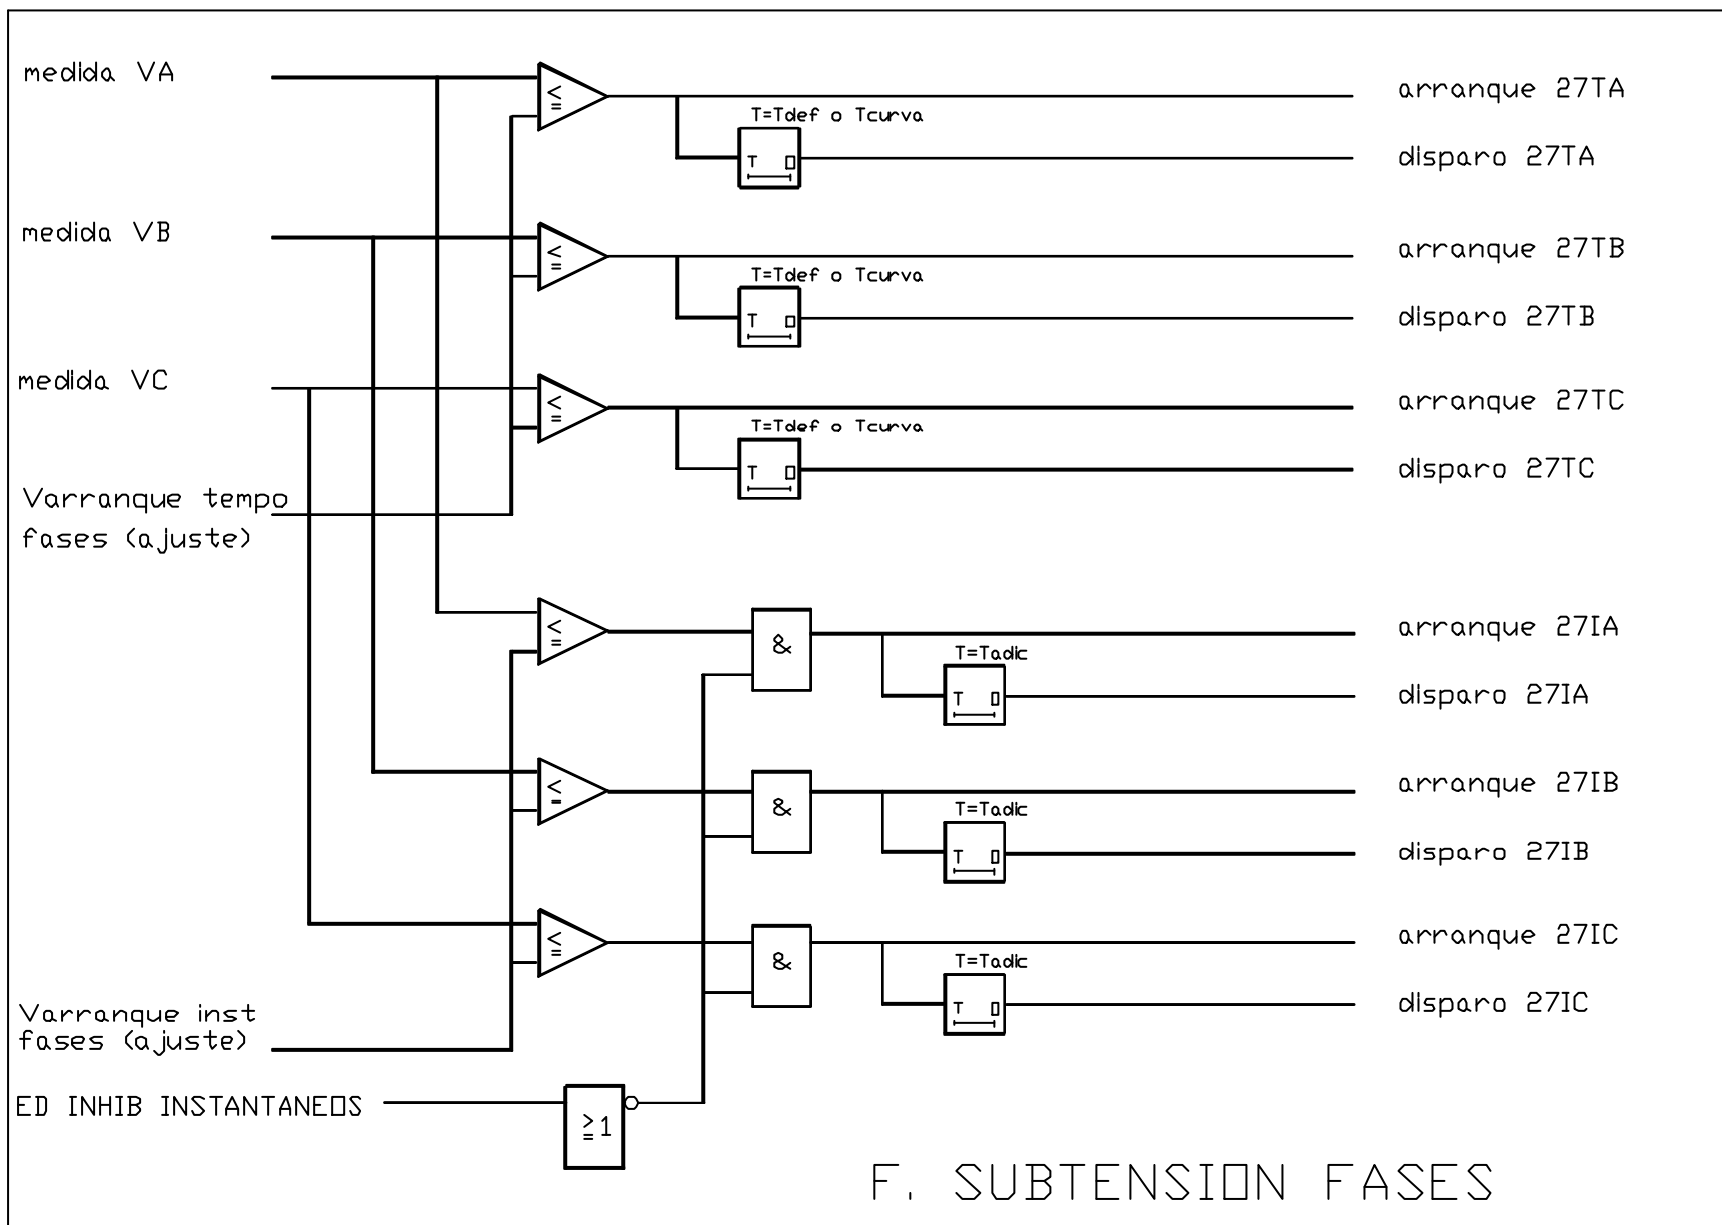 medida VA
arranque 27TA
T=Tdef o Tcurva
T
disparo 27TA
medida VB
arranque 27TB
T=Tdef o Tcurva
T
disparo 27TB
medida VC
arranque 27TC
T=Tdef o Tcurva
T
disparo 27TC
Varranque tempo
fases (ajuste)
arranque 27IA
&
T=Tadic
T
disparo 27IA
arranque 27IB
&
T=Tadic
T
disparo 27IB
arranque 27IC
&
T=Tadic
T
disparo 27IC
Varranque inst
fases (ajuste)
ED INHIB INSTANTANEOS
≥1
F. SUBTENSION FASES